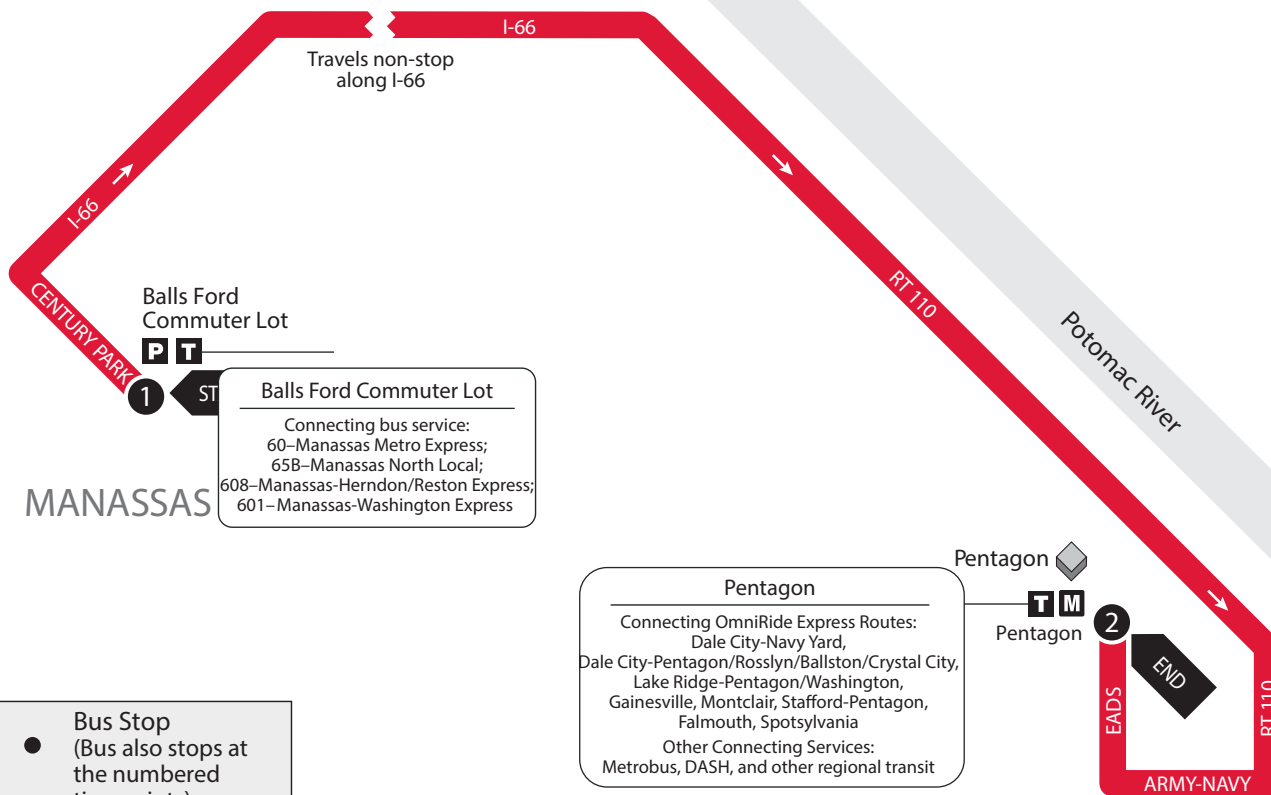 I-66
Travels non-stop
along I-66
I-66
CENTURY PARK
Balls Ford
Commuter Lot
P T
1
ST
Balls Ford Commuter Lot
Connecting bus service:
60–Manassas Metro Express;
65B–Manassas North Local;
608–Manassas-Herndon/Reston Express;
601–Manassas-Washington Express
MANASSAS
RT 110
Potomac River
Pentagon
T M
Pentagon
2
END
Pentagon
Connecting OmniRide Express Routes:
Dale City-Navy Yard,
Dale City-Pentagon/Rosslyn/Ballston/Crystal City,
Lake Ridge-Pentagon/Washington,
Gainesville, Montclair, Stafford-Pentagon,
Falmouth, Spotsylvania
Other Connecting Services:
Metrobus, DASH, and other regional transit
EADS
RT 110
ARMY-NAVY
Bus Stop
(Bus also stops at
the numbered